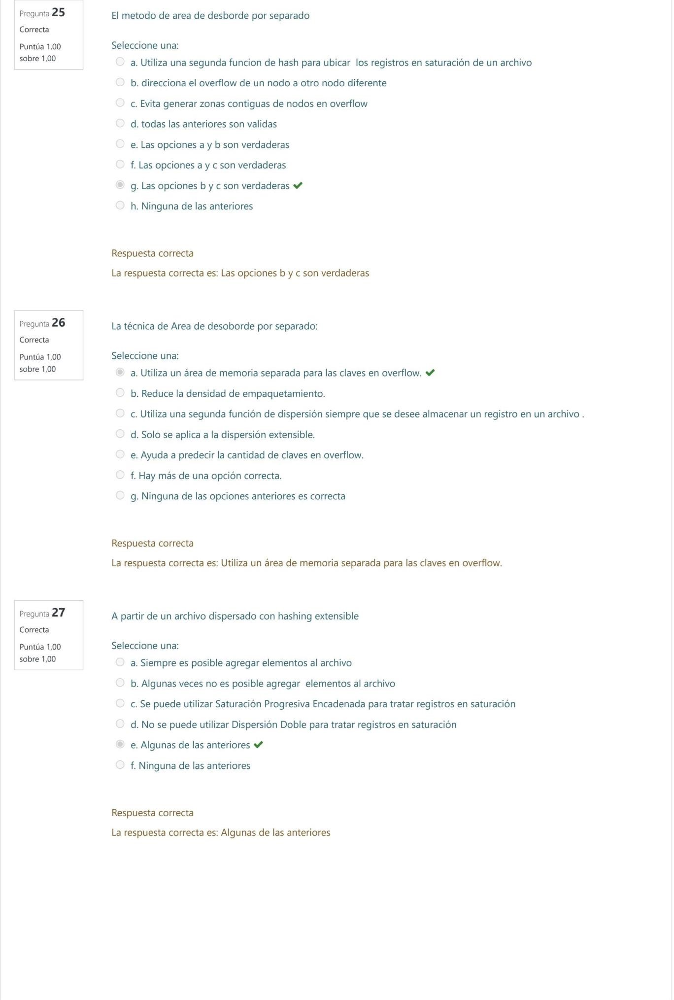 Pregunta 25
Correcta
Puntúa 1,00
sobre 1,00
El metodo de area de desborde por separado
Seleccione una:
a. Utiliza una segunda funcion de hash para ubicar  los registros en saturación de un archivo
b. direcciona el overflow de un nodo a otro nodo diferente
c. Evita generar zonas contiguas de nodos en overflow
d. todas las anteriores son validas
e. Las opciones a y b son verdaderas
f. Las opciones a y c son verdaderas
g. Las opciones b y c son verdaderas
h. Ninguna de las anteriores
Respuesta correcta
La respuesta correcta es: Las opciones b y c son verdaderas
Pregunta 26
Correcta
Puntúa 1,00
sobre 1,00
La técnica de Area de desoborde por separado:
Seleccione una:
a. Utiliza un área de memoria separada para las claves en overflow.
b. Reduce la densidad de empaquetamiento.
c. Utiliza una segunda función de dispersión siempre que se desee almacenar un registro en un archivo .
d. Solo se aplica a la dispersión extensible.
e. Ayuda a predecir la cantidad de claves en overflow.
f. Hay más de una opción correcta.
g. Ninguna de las opciones anteriores es correcta
Respuesta correcta
La respuesta correcta es: Utiliza un área de memoria separada para las claves en overflow.
Pregunta 27
Correcta
Puntúa 1,00
sobre 1,00
A partir de un archivo dispersado con hashing extensible
Seleccione una:
a. Siempre es posible agregar elementos al archivo
b. Algunas veces no es posible agregar  elementos al archivo
c. Se puede utilizar Saturación Progresiva Encadenada para tratar registros en saturación
d. No se puede utilizar Dispersión Doble para tratar registros en saturación
e. Algunas de las anteriores
f. Ninguna de las anteriores
Respuesta correcta
La respuesta correcta es: Algunas de las anteriores